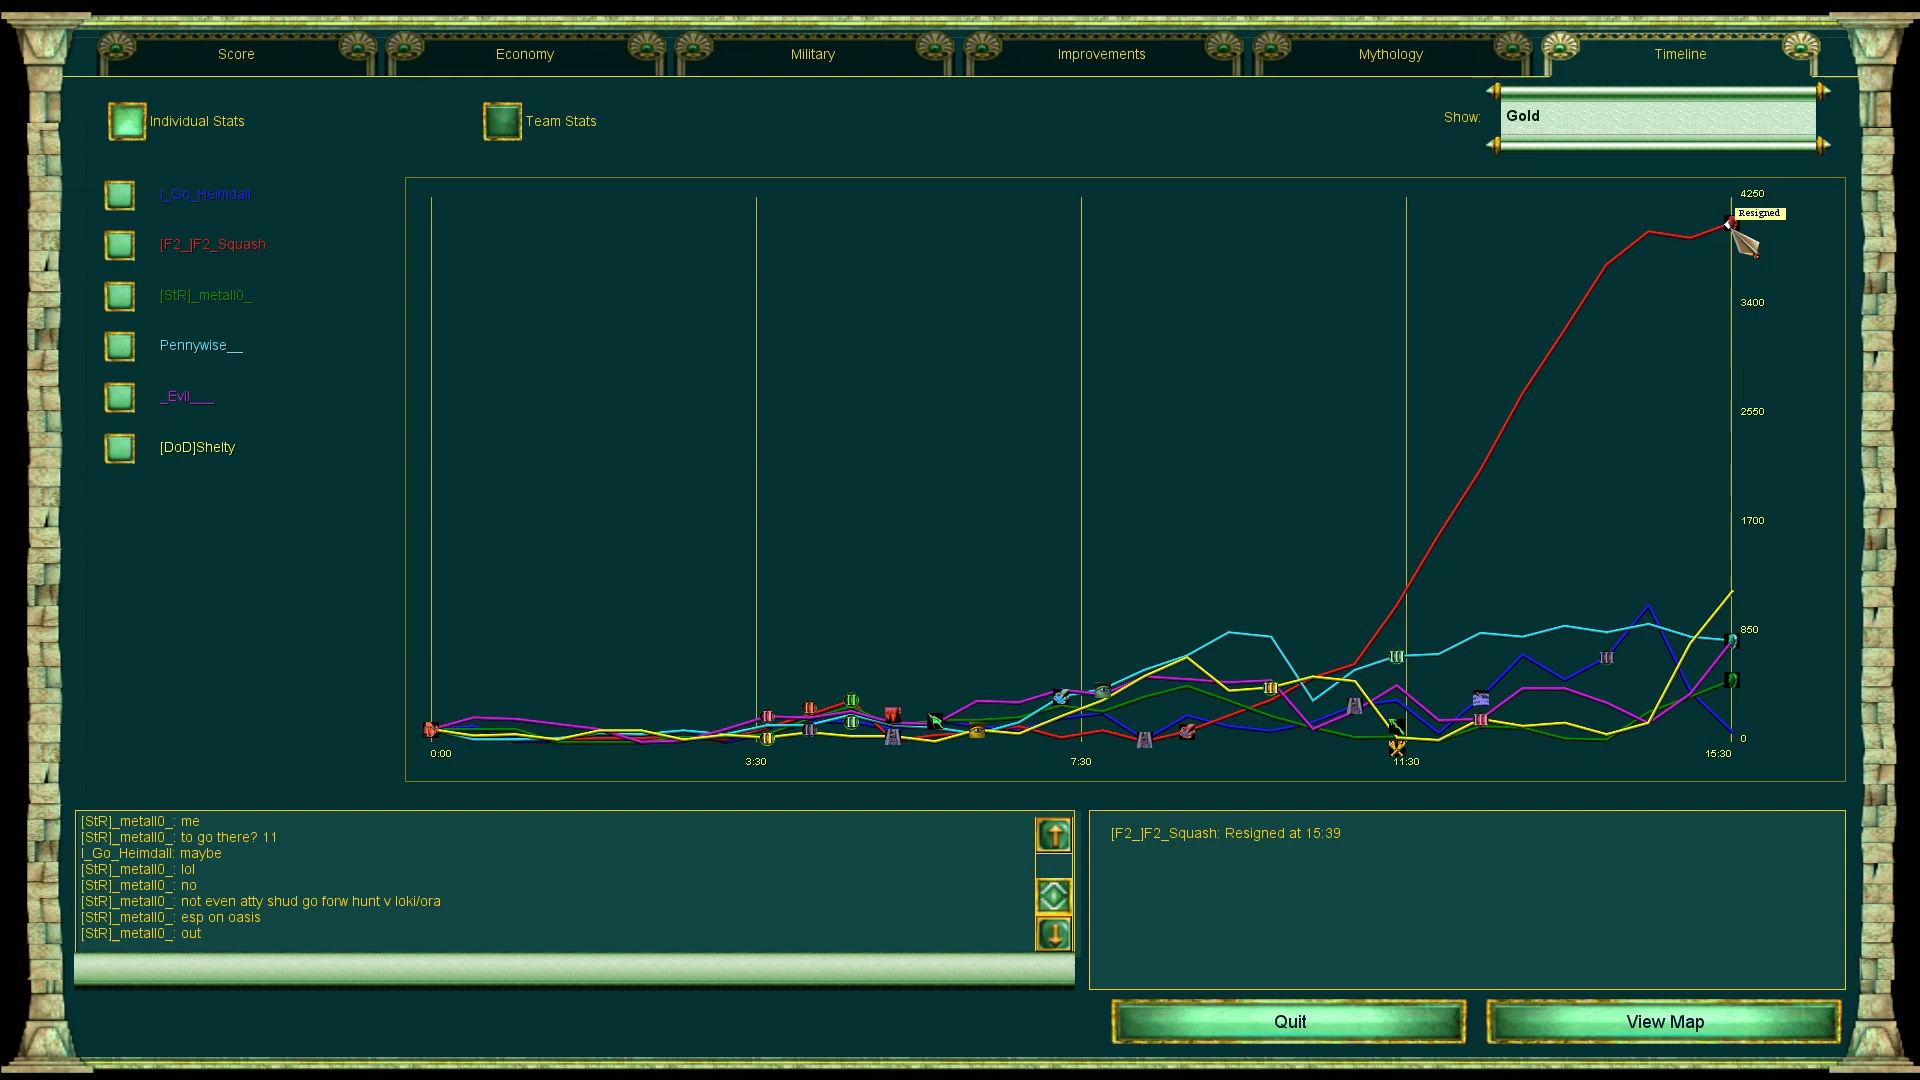 Score
Economy
Military
Improvements
Mythology
Timeline
Individual Stats
Team Stats
Show:
Gold
I_Go_Heimdall
[F2_]F2_Squash
[StR]_metall0_
Pennywise__
_Evil___
[DoD]Shelty
4250
Resigned
3400
2550
1700
850
0
0:00
3:30
7:30
11:30
15:30
[StR]_metall0_: me
[StR]_metall0_: to go there? 11
I_Go_Heimdall: maybe
[StR]_metall0_: lol
[StR]_metall0_: no
[StR]_metall0_: not even atty shud go forw hunt v loki/ora
[StR]_metall0_: esp on oasis
[StR]_metall0_: out
[F2_]F2_Squash: Resigned at 15:39
Quit
View Map